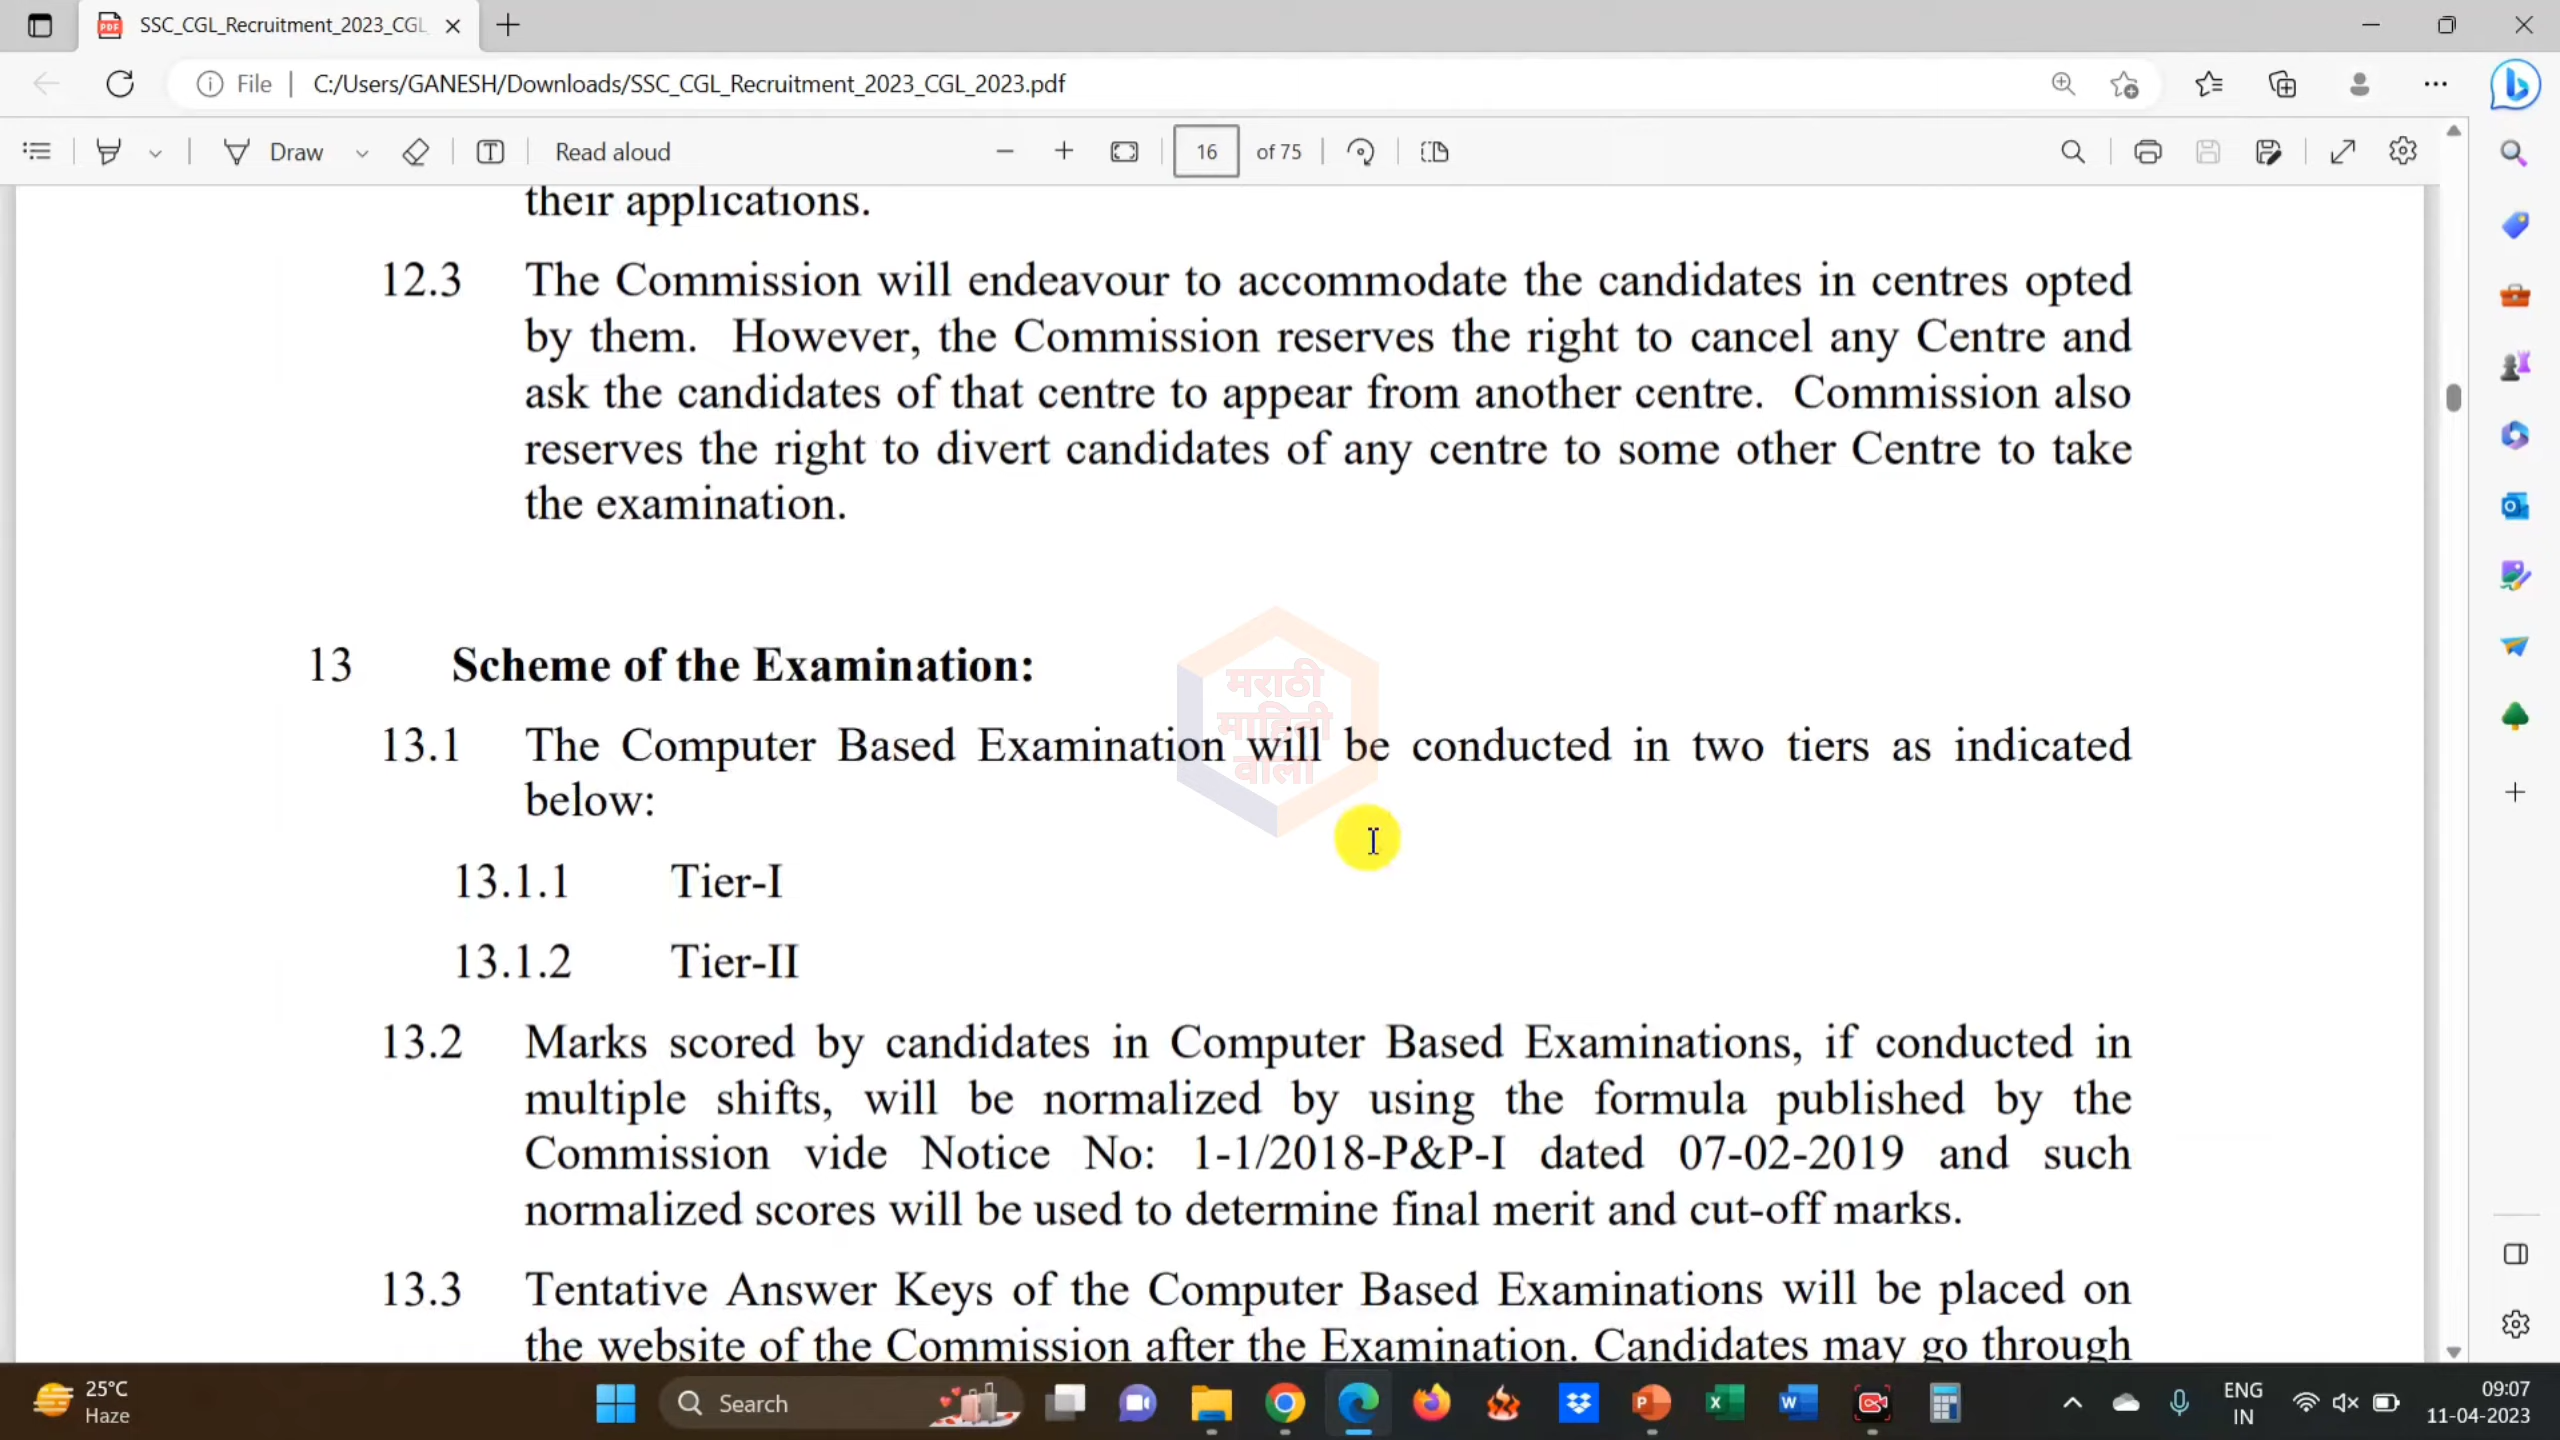 SSC_CGL_Recruitment_2023_CGL_
File
C:/Users/GANESH/Downloads/SSC_CGL_Recruitment_2023_CGL_2023.pdf
Draw
Read aloud
16
of 75
their applications.
12.3 The Commission will endeavour to accommodate the candidates in centres opted
by them. However, the Commission reserves the right to cancel any Centre and
ask the candidates of that centre to appear from another centre. Commission also
reserves the right to divert candidates of any centre to some other Centre to take
the examination.
13 Scheme of the Examination:
मराठी
माहिती
वाला
13.1 The Computer Based Examination will be conducted in two tiers as indicated
below:
13.1.1 Tier-I
13.1.2 Tier-II
13.2 Marks scored by candidates in Computer Based Examinations, if conducted in
multiple shifts, will be normalized by using the formula published by the
Commission vide Notice No: 1-1/2018-P&P-I dated 07-02-2019 and such
normalized scores will be used to determine final merit and cut-off marks.
13.3 Tentative Answer Keys of the Computer Based Examinations will be placed on
the website of the Commission after the Examination. Candidates may go through
25°C
Haze
Search
ENG
IN
09:07
11-04-2023